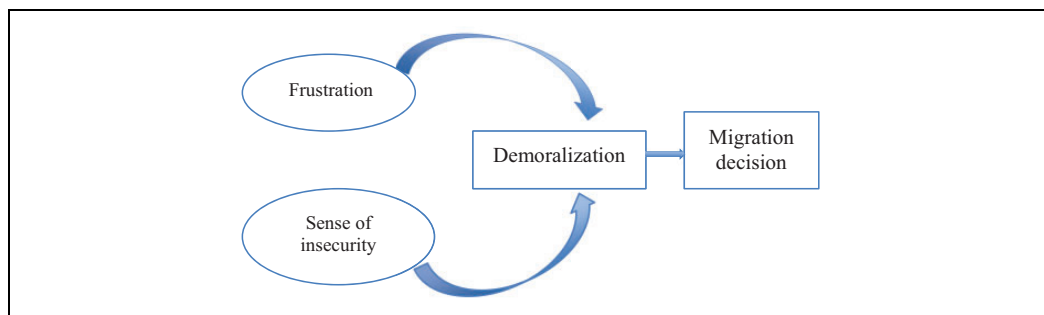 Frustration
Demoralization
Migration
decision
Sense of
insecurity